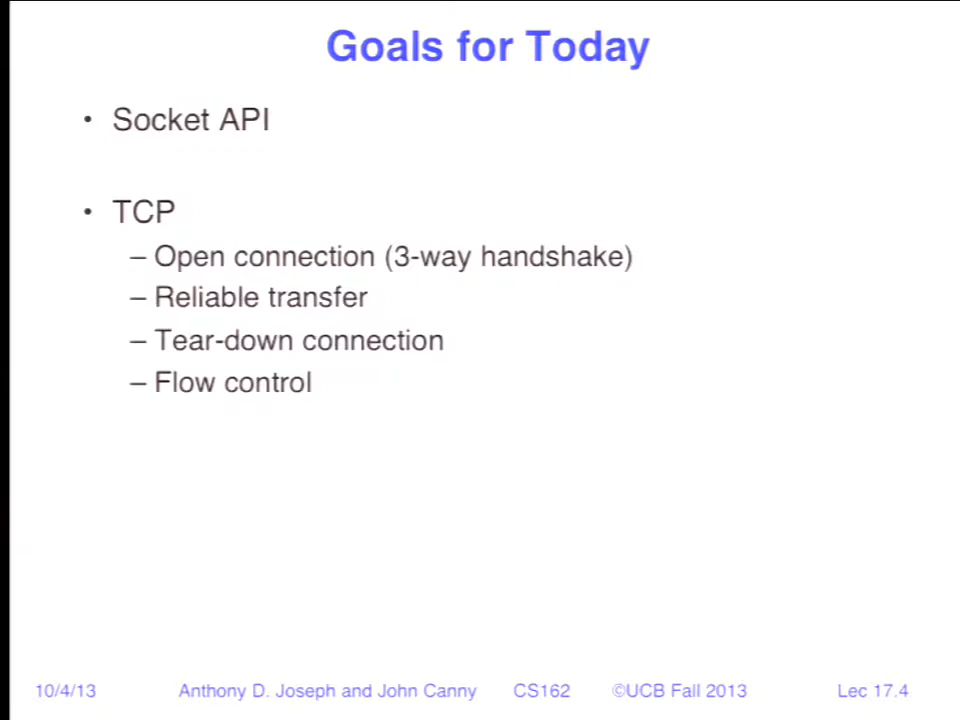 Goals for Today
• Socket API
• TCP
– Open connection (3-way handshake)
– Reliable transfer
– Tear-down connection
– Flow control
10/4/13 Anthony D. Joseph and John Canny CS162 ©UCB Fall 2013 Lec 17.4